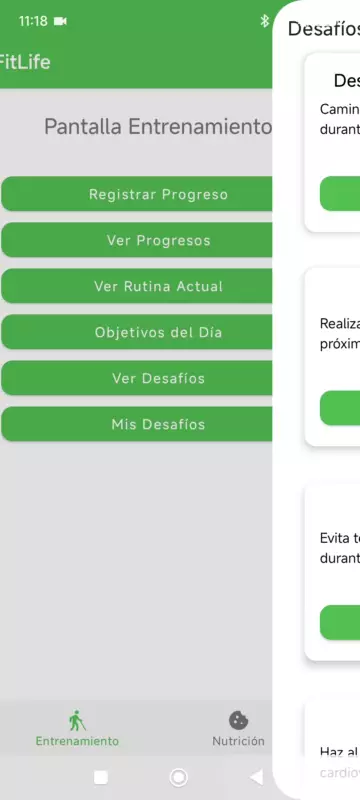 11:18
FitLife
Pantalla Entrenamiento
Registrar Progreso
Ver Progresos
Ver Rutina Actual
Objetivos del Día
Ver Desafíos
Mis Desafíos
Entrenamiento
Nutrición
Desafíos
Des
Camin
durant
Realiza
próxim
Evita t
durant
Haz al
cardio